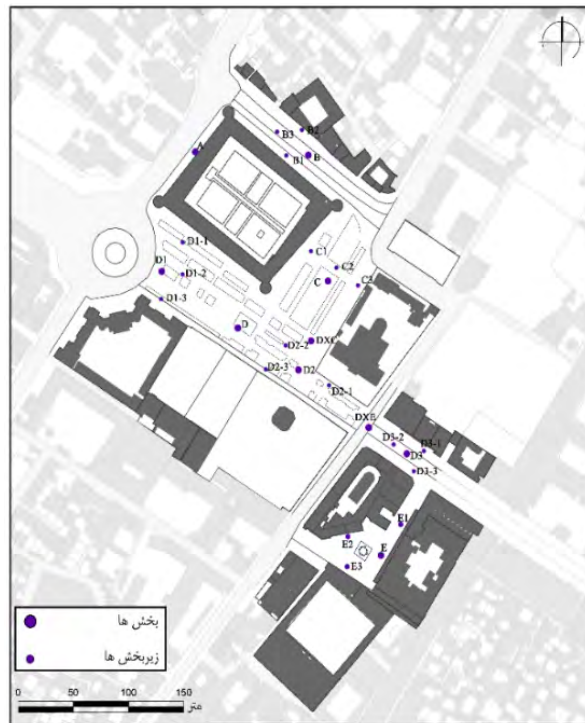 B2
B3
A
B1 B
D1-1
C1
C2
D1
D1-2
C
C3
D1-3
D
D2-2 DXC
D2-3 D2
D2-1
DXE
D3-2
D3-1
D3
D3-3
E1
E2
E
E3
بخش ها
زیربخش ها
0 50 100 150
متر